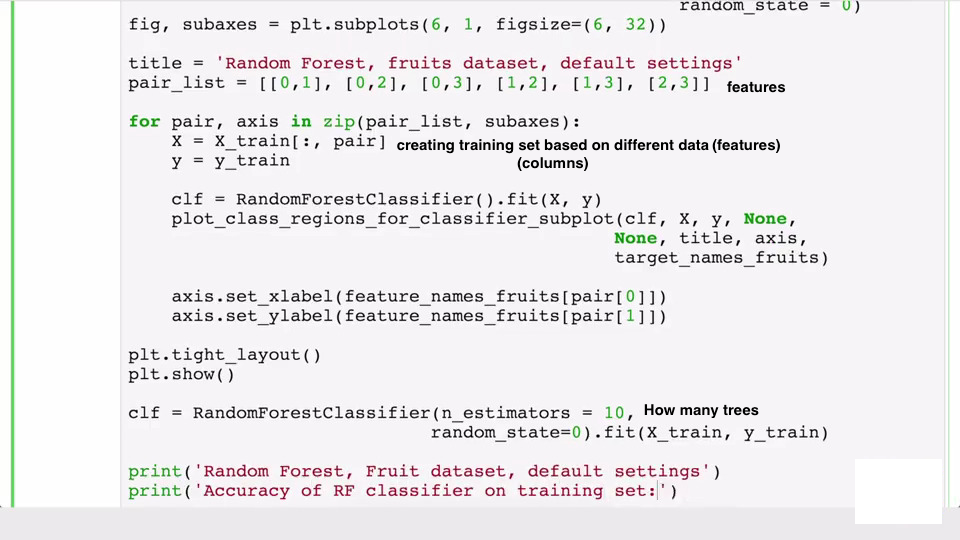 random_state = 0)
fig, subaxes = plt.subplots(6, 1, figsize=(6, 32))
title = 'Random Forest, fruits dataset, default settings'
pair_list = [[0,1], [0,2], [0,3], [1,2], [1,3], [2,3]] features
for pair, axis in zip(pair_list, subaxes):
X = X_train[:, pair] creating training set based on different data (features)
(columns)
y = y_train
clf = RandomForestClassifier().fit(X, y)
plot_class_regions_for_classifier_subplot(clf, X, y, None,
None, title, axis,
target_names_fruits)
axis.set_xlabel(feature_names_fruits[pair[0]])
axis.set_ylabel(feature_names_fruits[pair[1]])
plt.tight_layout()
plt.show()
clf = RandomForestClassifier(n_estimators = 10, How many trees
random_state=0).fit(X_train, y_train)
print('Random Forest, Fruit dataset, default settings')
print('Accuracy of RF classifier on training set:')